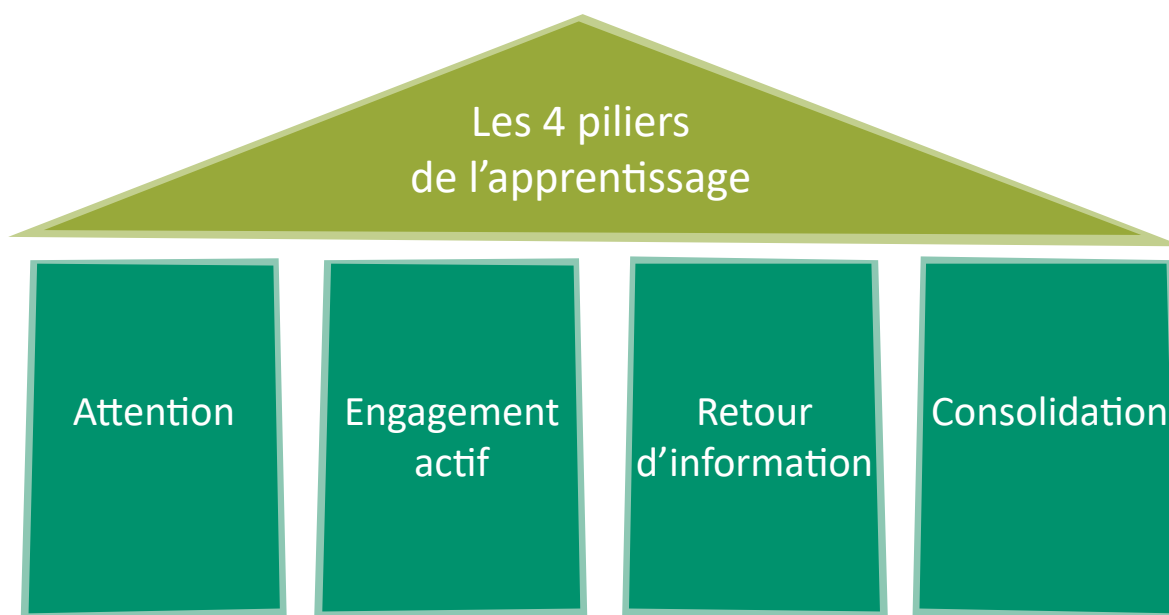 Les 4 piliers
de l’apprentissage
Attention
Engagement
actif
Retour
d’information
Consolidation